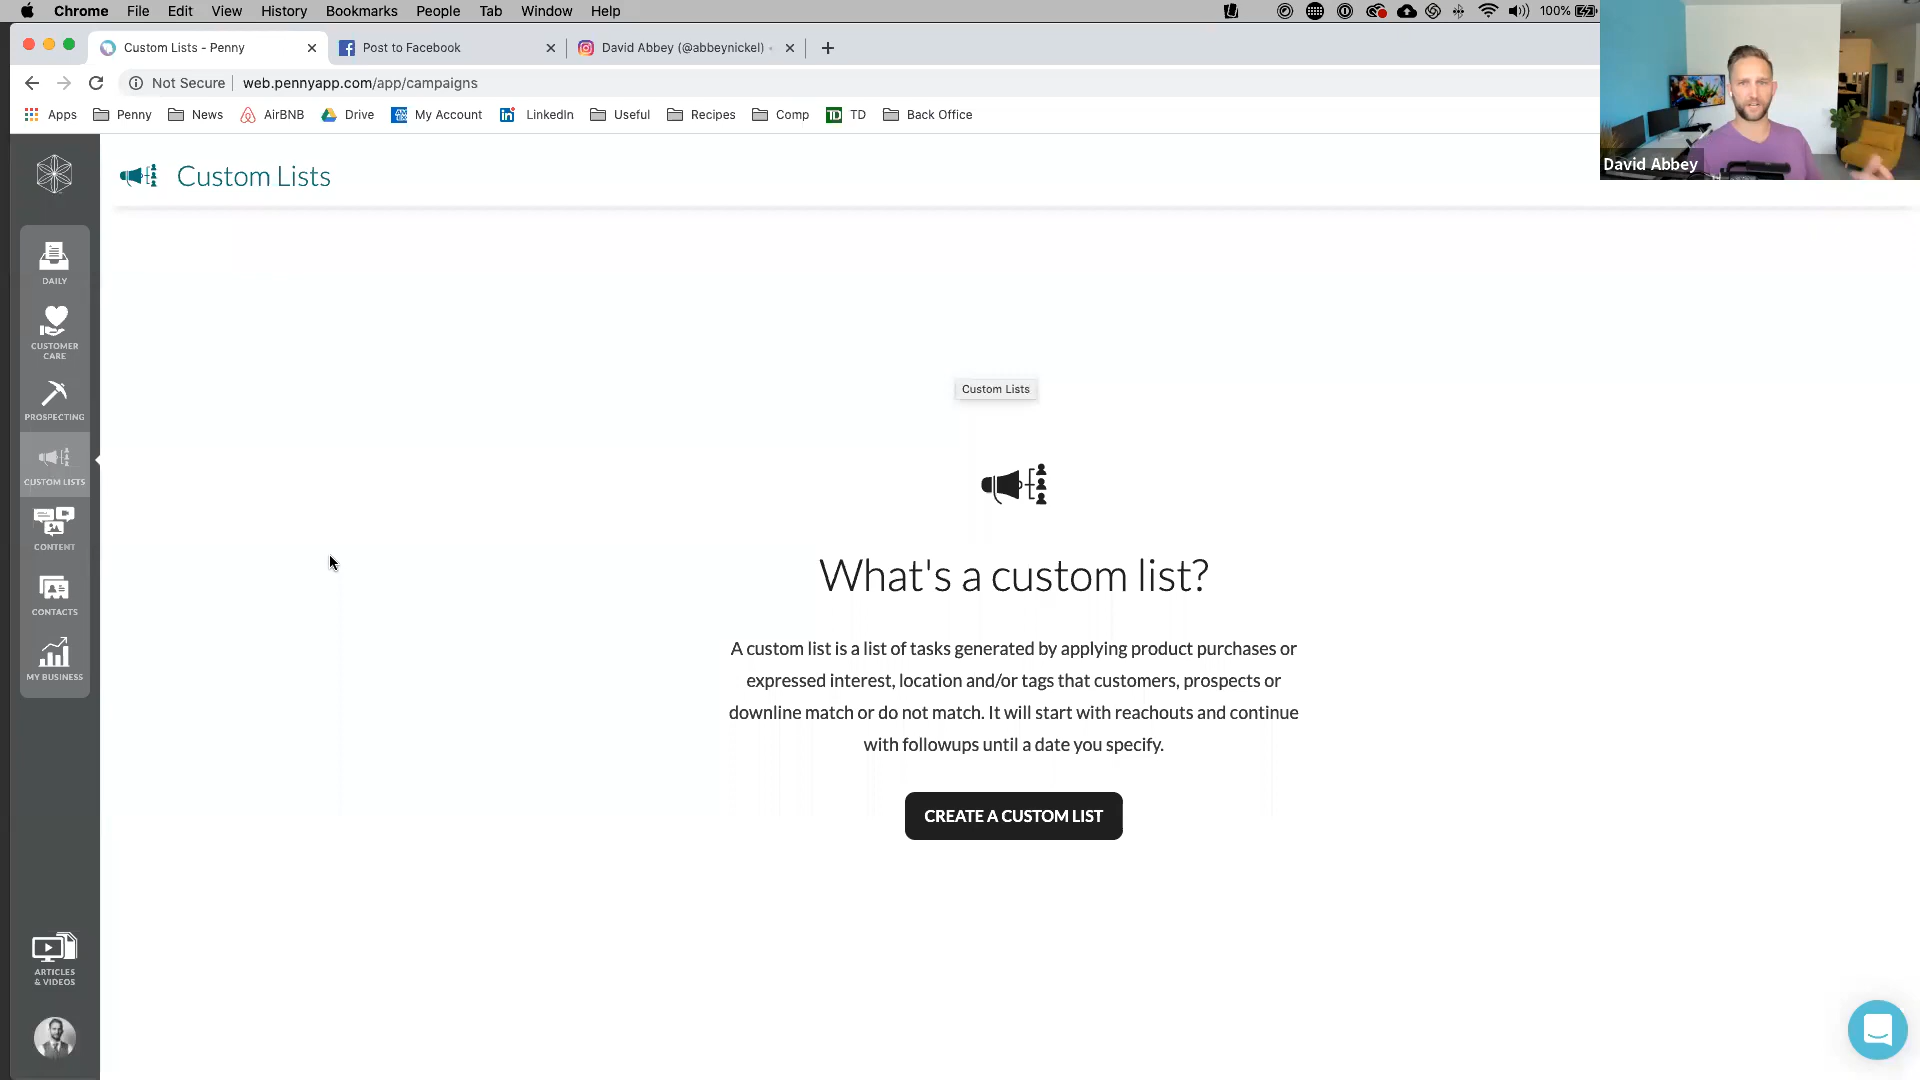 Chrome File Edit View History Bookmarks People Tab Window Help
100%
Custom Lists - Penny
Post to Facebook
David Abbey (@abbeynickel)
Not Secure
web.pennyapp.com/app/campaigns
Apps Penny News AirBNB Drive My Account LinkedIn Useful Recipes Comp TD Back Office
David Abbey
Custom Lists
DAILY
CUSTOMER
CARE
PROSPECTING
CUSTOM LISTS
CONTENT
CONTACTS
MY BUSINESS
ARTICLES
& VIDEOS
Custom Lists
What's a custom list?
A custom list is a list of tasks generated by applying product purchases or
expressed interest, location and/or tags that customers, prospects or
downline match or do not match. It will start with reachouts and continue
with followups until a date you specify.
CREATE A CUSTOM LIST